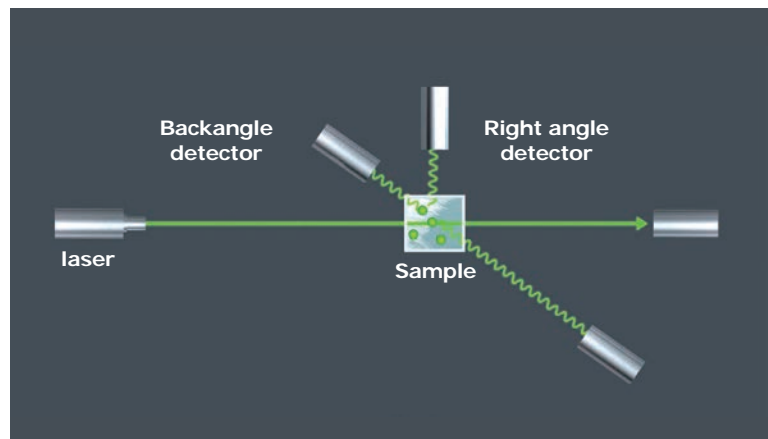 Backangle
detector
Right angle
detector
laser
Sample